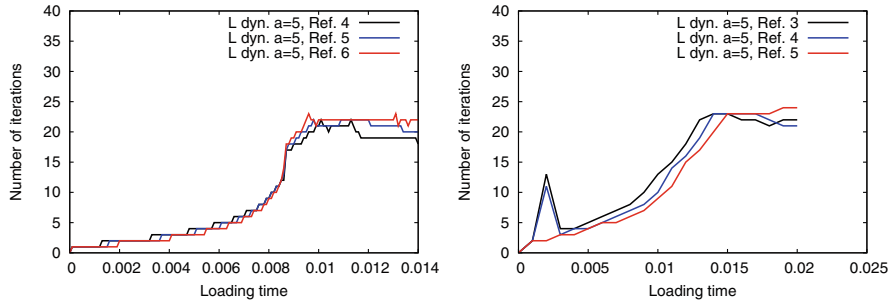 L dyn. a=5, Ref. 4
L dyn. a=5, Ref. 5
L dyn. a=5, Ref. 6
40
35
30
25
20
15
10
5
0
0 0.002 0.004 0.006 0.008 0.01 0.012 0.014
Number of iterations
Loading time
L dyn. a=5, Ref. 3
L dyn. a=5, Ref. 4
L dyn. a=5, Ref. 5
40
35
30
25
20
15
10
5
0
0 0.005 0.01 0.015 0.02 0.025
Number of iterations
Loading time